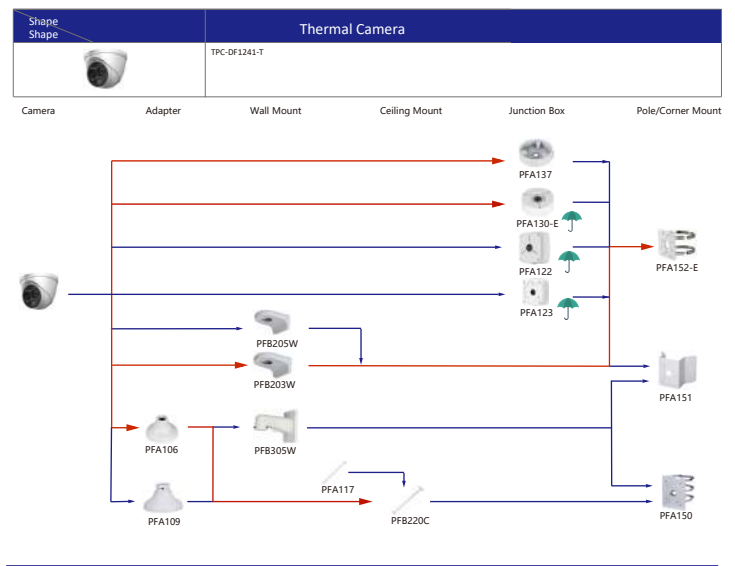 Shape
Shape
Thermal Camera
TPC-DF1241-T
Camera
Adapter
Wall Mount
Ceiling Mount
Junction Box
Pole/Corner Mount
PFA137
PFA130-E
PFA122
PFA152-E
PFA123
PFB205W
PFB203W
PFA151
PFA106
PFB305W
PFA117
PFA109
PFB220C
PFA150